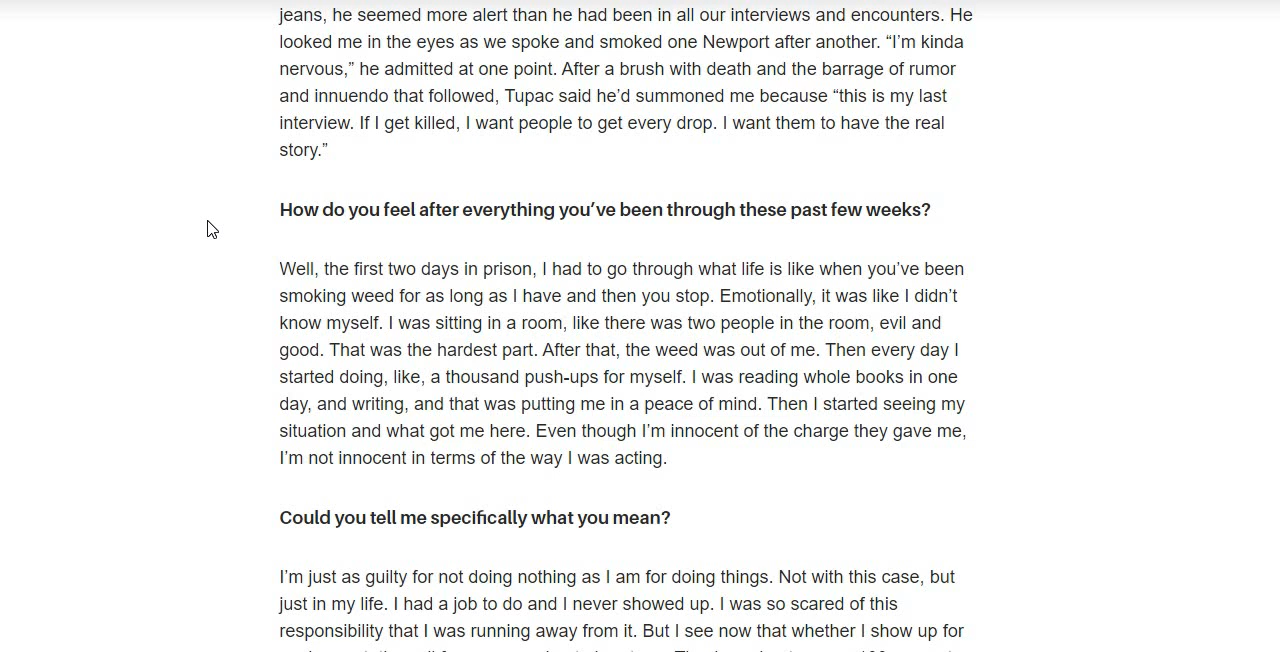 jeans, he seemed more alert than he had been in all our interviews and encounters. He
looked me in the eyes as we spoke and smoked one Newport after another. “I’m kinda
nervous,” he admitted at one point. After a brush with death and the barrage of rumor
and innuendo that followed, Tupac said he’d summoned me because “this is my last
interview. If I get killed, I want people to get every drop. I want them to have the real
story.”
How do you feel after everything you’ve been through these past few weeks?
Well, the first two days in prison, I had to go through what life is like when you’ve been
smoking weed for as long as I have and then you stop. Emotionally, it was like I didn’t
know myself. I was sitting in a room, like there was two people in the room, evil and
good. That was the hardest part. After that, the weed was out of me. Then every day I
started doing, like, a thousand push-ups for myself. I was reading whole books in one
day, and writing, and that was putting me in a peace of mind. Then I started seeing my
situation and what got me here. Even though I’m innocent of the charge they gave me,
I’m not innocent in terms of the way I was acting.
Could you tell me specifically what you mean?
I’m just as guilty for not doing nothing as I am for doing things. Not with this case, but
just in my life. I had a job to do and I never showed up. I was so scared of this
responsibility that I was running away from it. But I see now that whether I show up for